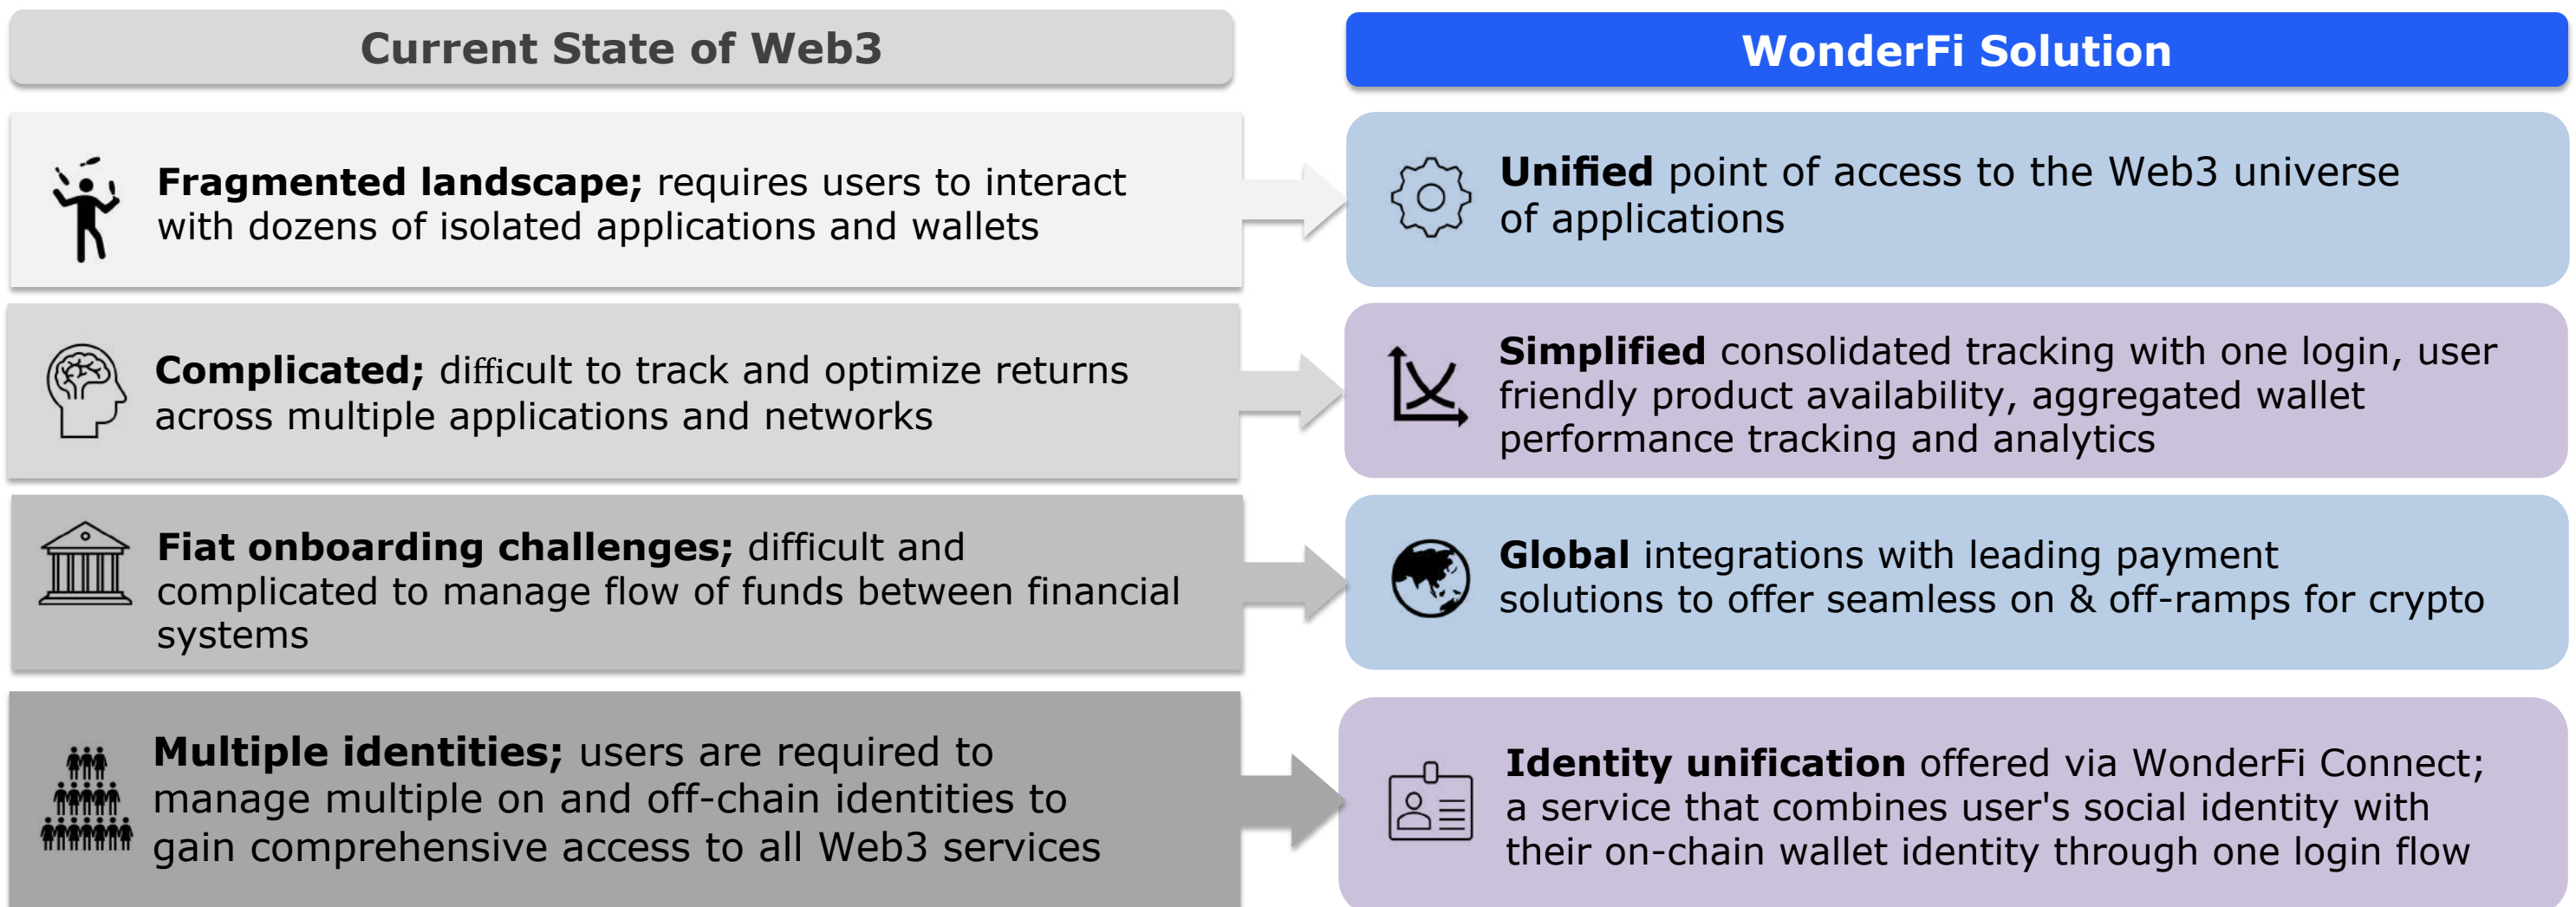 Current State of Web3
WonderFi Solution
Fragmented landscape; requires users to interact
with dozens of isolated applications and wallets
Unified point of access to the Web3 universe
of applications
Complicated; difficult to track and optimize returns
across multiple applications and networks
Simplified consolidated tracking with one login, user
friendly product availability, aggregated wallet
performance tracking and analytics
Fiat onboarding challenges; difficult and
complicated to manage flow of funds between financial
systems
Global integrations with leading payment
solutions to offer seamless on & off-ramps for crypto
Multiple identities; users are required to
manage multiple on and off-chain identities to
gain comprehensive access to all Web3 services
Identity unification offered via WonderFi Connect;
a service that combines user's social identity with
their on-chain wallet identity through one login flow